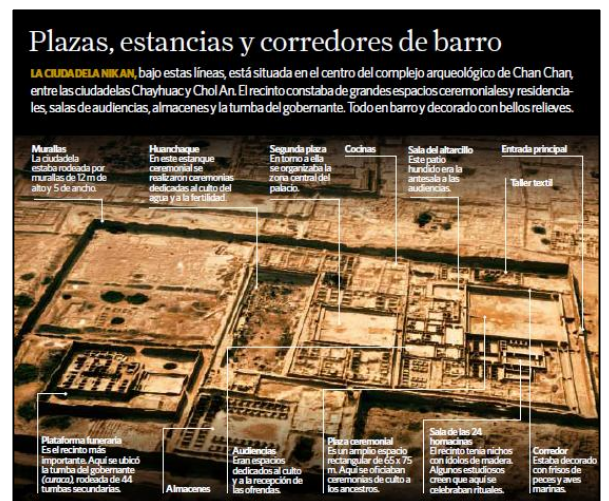 Plazas, estancias y corredores de barro
LA CIUDADELA NIK AN, bajo estas líneas, está situada en el centro del complejo arqueológico de Chan Chan,
entre las ciudadelas Chayhuac y Chol An. El recinto constaba de grandes espacios ceremoniales y residencia-
les, salas de audiencias, almacenes y la tumba del gobernante. Todo en barro y decorado con bellos relieves.
Murallas
La ciudadela
estaba rodeada por
murallas de 12 m de
alto y 5 de ancho.
Huanchaque
En este estanque
ceremonial se
realizaron ceremonias
dedicadas al culto del
agua y a la fertilidad.
Segunda plaza
En torno a ella
se organizaba la
zona central del
palacio.
Cocinas
Sala del altarcillo
Este patio
hundido era la
antesala a las
audiencias.
Entrada principal
Taller textil
Plataforma funeraria
Es el recinto más
importante. Aquí se ubicó
la tumba del gobernante
(curaca), rodeada de 44
tumbas secundarias.
Almacenes
Audiencias
Eran espacios
dedicados al culto
y a la recepción de
las ofrendas.
Plaza ceremonial
Es un amplio espacio
rectangular de 65 x 75
m. Aquí se oficiaban
ceremonias de culto a
los ancestros.
Sala de las 24
hornacinas
El recinto tenía nichos
con ídolos de madera.
Algunos estudiosos
creen que aquí se
celebraban rituales.
Corredor
Estaba decorado
con frisos de
peces y aves
marinas.